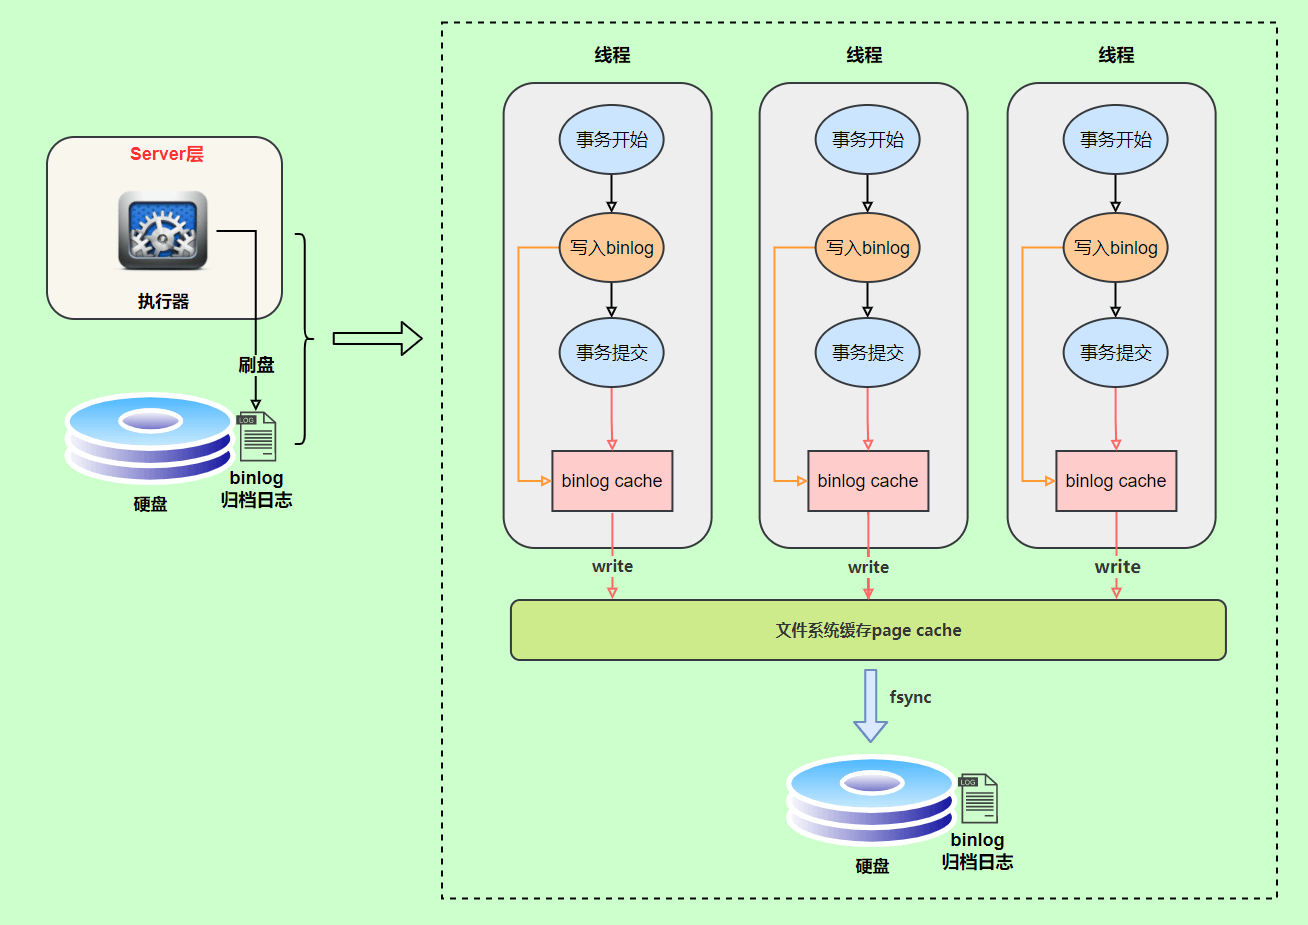 Server层
执行器
刷盘
LOG
binlog
归档日志
硬盘
线程
线程
线程
事务开始
事务开始
事务开始
写入binlog
写入binlog
写入binlog
事务提交
事务提交
事务提交
binlog cache
binlog cache
binlog cache
write
write
write
文件系统缓存page cache
fsync
LOG
binlog
归档日志
硬盘